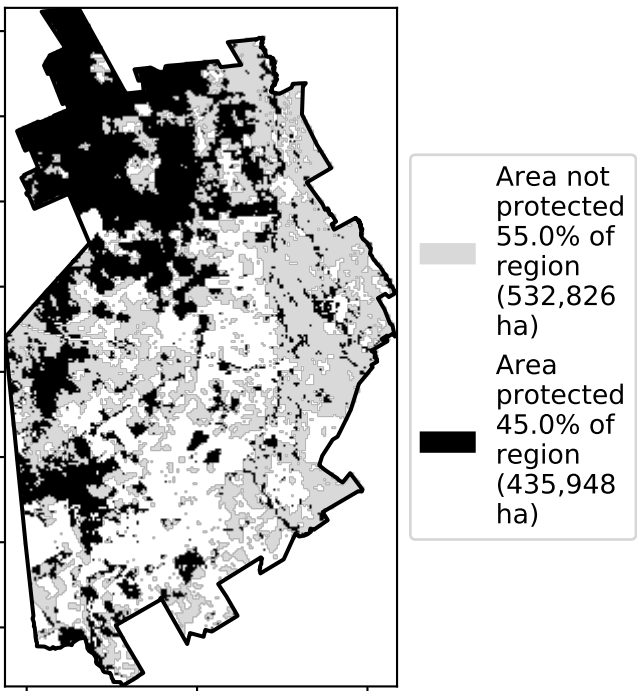 Area not
protected
55.0% of
region
(532,826
ha)
Area
protected
45.0% of
region
(435,948
ha)